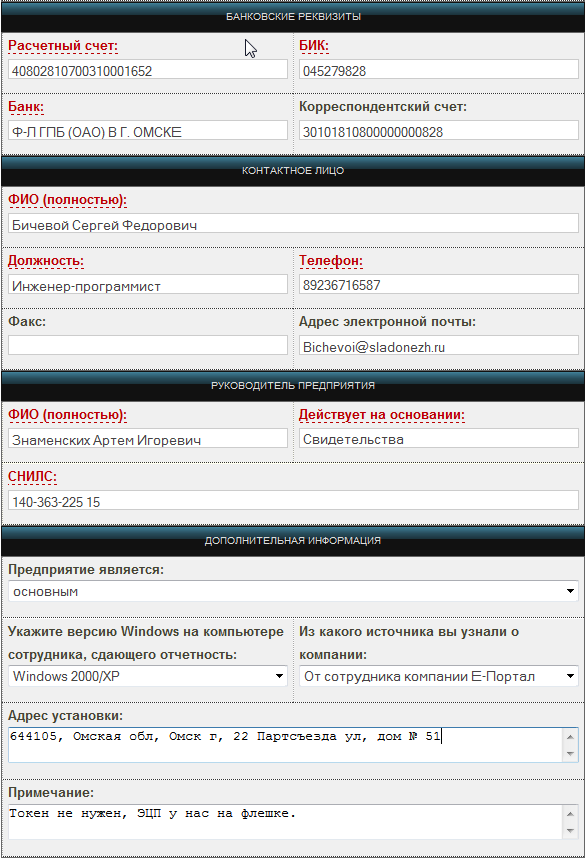 БАНКОВСКИЕ РЕКВИЗИТЫ
Расчетный счет: БИК:
40802810700310001652 045279828
Банк: Корреспондентский счет:
Ф-Л ГПБ (ОАО) В Г. ОМСКЕ 30101810800000000828
КОНТАКТНОЕ ЛИЦО
ФИО (полностью):
Бичевой Сергей Федорович
Должность: Телефон:
Инженер-программист 89236716587
Факс: Адрес электронной почты:
Bichevoi@sladonezh.ru
РУКОВОДИТЕЛЬ ПРЕДПРИЯТИЯ
ФИО (полностью): Действует на основании:
Знаменских Артем Игоревич Свидетельства
СНИЛС:
140-363-225 15
ДОПОЛНИТЕЛЬНАЯ ИНФОРМАЦИЯ
Предприятие является:
основным
Укажите версию Windows на компьютере Из какого источника вы узнали о
сотрудника, сдающего отчетность: компании:
Windows 2000/XP От сотрудника компании Е-Портал
Адрес установки:
644105, Омская обл, Омск г, 22 Партсъезда ул, дом № 51
Примечание:
Токен не нужен, ЭЦП у нас на флешке.